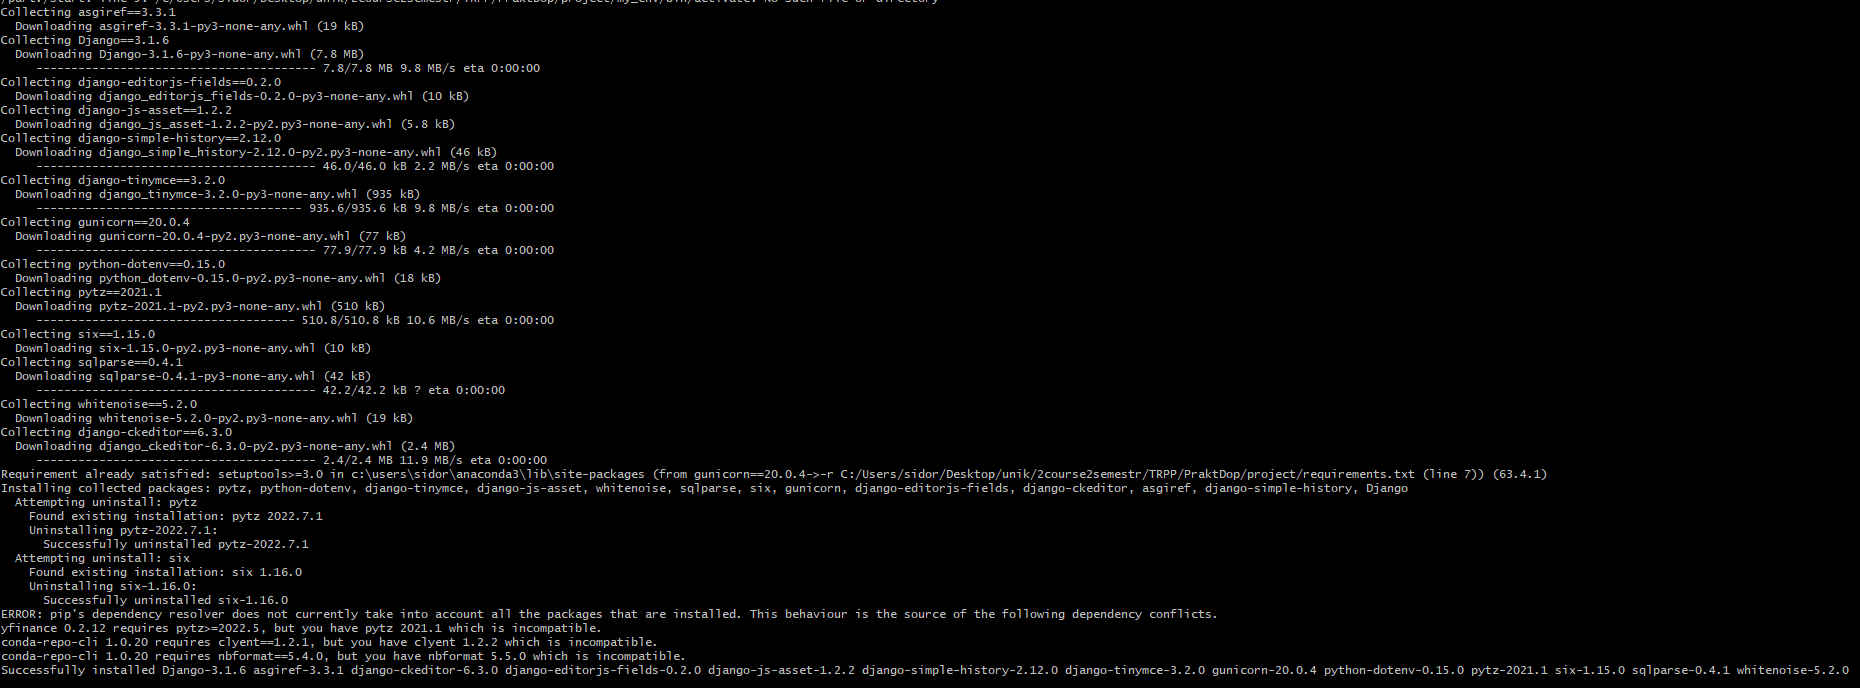 Collecting asgiref==3.3.1
  Downloading asgiref-3.3.1-py3-none-any.whl (19 kB)
Collecting Django==3.1.6
  Downloading Django-3.1.6-py3-none-any.whl (7.8 MB)
     ---------------------------------------- 7.8/7.8 MB 9.8 MB/s eta 0:00:00
Collecting django-editorjs-fields==0.2.0
  Downloading django_editorjs_fields-0.2.0-py3-none-any.whl (10 kB)
Collecting django-js-asset==1.2.2
  Downloading django_js_asset-1.2.2-py2.py3-none-any.whl (5.8 kB)
Collecting django-simple-history==2.12.0
  Downloading django_simple_history-2.12.0-py2.py3-none-any.whl (46 kB)
     ---------------------------------------- 46.0/46.0 kB 2.2 MB/s eta 0:00:00
Collecting django-tinymce==3.2.0
  Downloading django_tinymce-3.2.0-py3-none-any.whl (935 kB)
     -------------------------------------- 935.6/935.6 kB 9.8 MB/s eta 0:00:00
Collecting gunicorn==20.0.4
  Downloading gunicorn-20.0.4-py2.py3-none-any.whl (77 kB)
     ---------------------------------------- 77.9/77.9 kB 4.2 MB/s eta 0:00:00
Collecting python-dotenv==0.15.0
  Downloading python_dotenv-0.15.0-py2.py3-none-any.whl (18 kB)
Collecting pytz==2021.1
  Downloading pytz-2021.1-py2.py3-none-any.whl (510 kB)
     ------------------------------------- 510.8/510.8 kB 10.6 MB/s eta 0:00:00
Collecting six==1.15.0
  Downloading six-1.15.0-py2.py3-none-any.whl (10 kB)
Collecting sqlparse==0.4.1
  Downloading sqlparse-0.4.1-py3-none-any.whl (42 kB)
     ---------------------------------------- 42.2/42.2 kB ? eta 0:00:00
Collecting whitenoise==5.2.0
  Downloading whitenoise-5.2.0-py2.py3-none-any.whl (19 kB)
Collecting django-ckeditor==6.3.0
  Downloading django_ckeditor-6.3.0-py2.py3-none-any.whl (2.4 MB)
     ---------------------------------------- 2.4/2.4 MB 11.9 MB/s eta 0:00:00
Requirement already satisfied: setuptools>=3.0 in c:\users\sidor\anaconda3\lib\site-packages (from gunicorn==20.0.4->-r C:/Users/sidor/Desktop/unik/2course2semestr/TRPP/PraktDop/project/requirements.txt (line 7)) (63.4.1)
Installing collected packages: pytz, python-dotenv, django-tinymce, django-js-asset, whitenoise, sqlparse, six, gunicorn, django-editorjs-fields, django-ckeditor, asgiref, django-simple-history, Django
  Attempting uninstall: pytz
    Found existing installation: pytz 2022.7.1
    Uninstalling pytz-2022.7.1:
      Successfully uninstalled pytz-2022.7.1
  Attempting uninstall: six
    Found existing installation: six 1.16.0
    Uninstalling six-1.16.0:
      Successfully uninstalled six-1.16.0
ERROR: pip's dependency resolver does not currently take into account all the packages that are installed. This behaviour is the source of the following dependency conflicts.
yfinance 0.2.12 requires pytz>=2022.5, but you have pytz 2021.1 which is incompatible.
conda-repo-cli 1.0.20 requires clyent==1.2.1, but you have clyent 1.2.2 which is incompatible.
conda-repo-cli 1.0.20 requires nbformat==5.4.0, but you have nbformat 5.5.0 which is incompatible.
Successfully installed Django-3.1.6 asgiref-3.3.1 django-ckeditor-6.3.0 django-editorjs-fields-0.2.0 django-js-asset-1.2.2 django-simple-history-2.12.0 django-tinymce-3.2.0 gunicorn-20.0.4 python-dotenv-0.15.0 pytz-2021.1 six-1.15.0 sqlparse-0.4.1 whitenoise-5.2.0